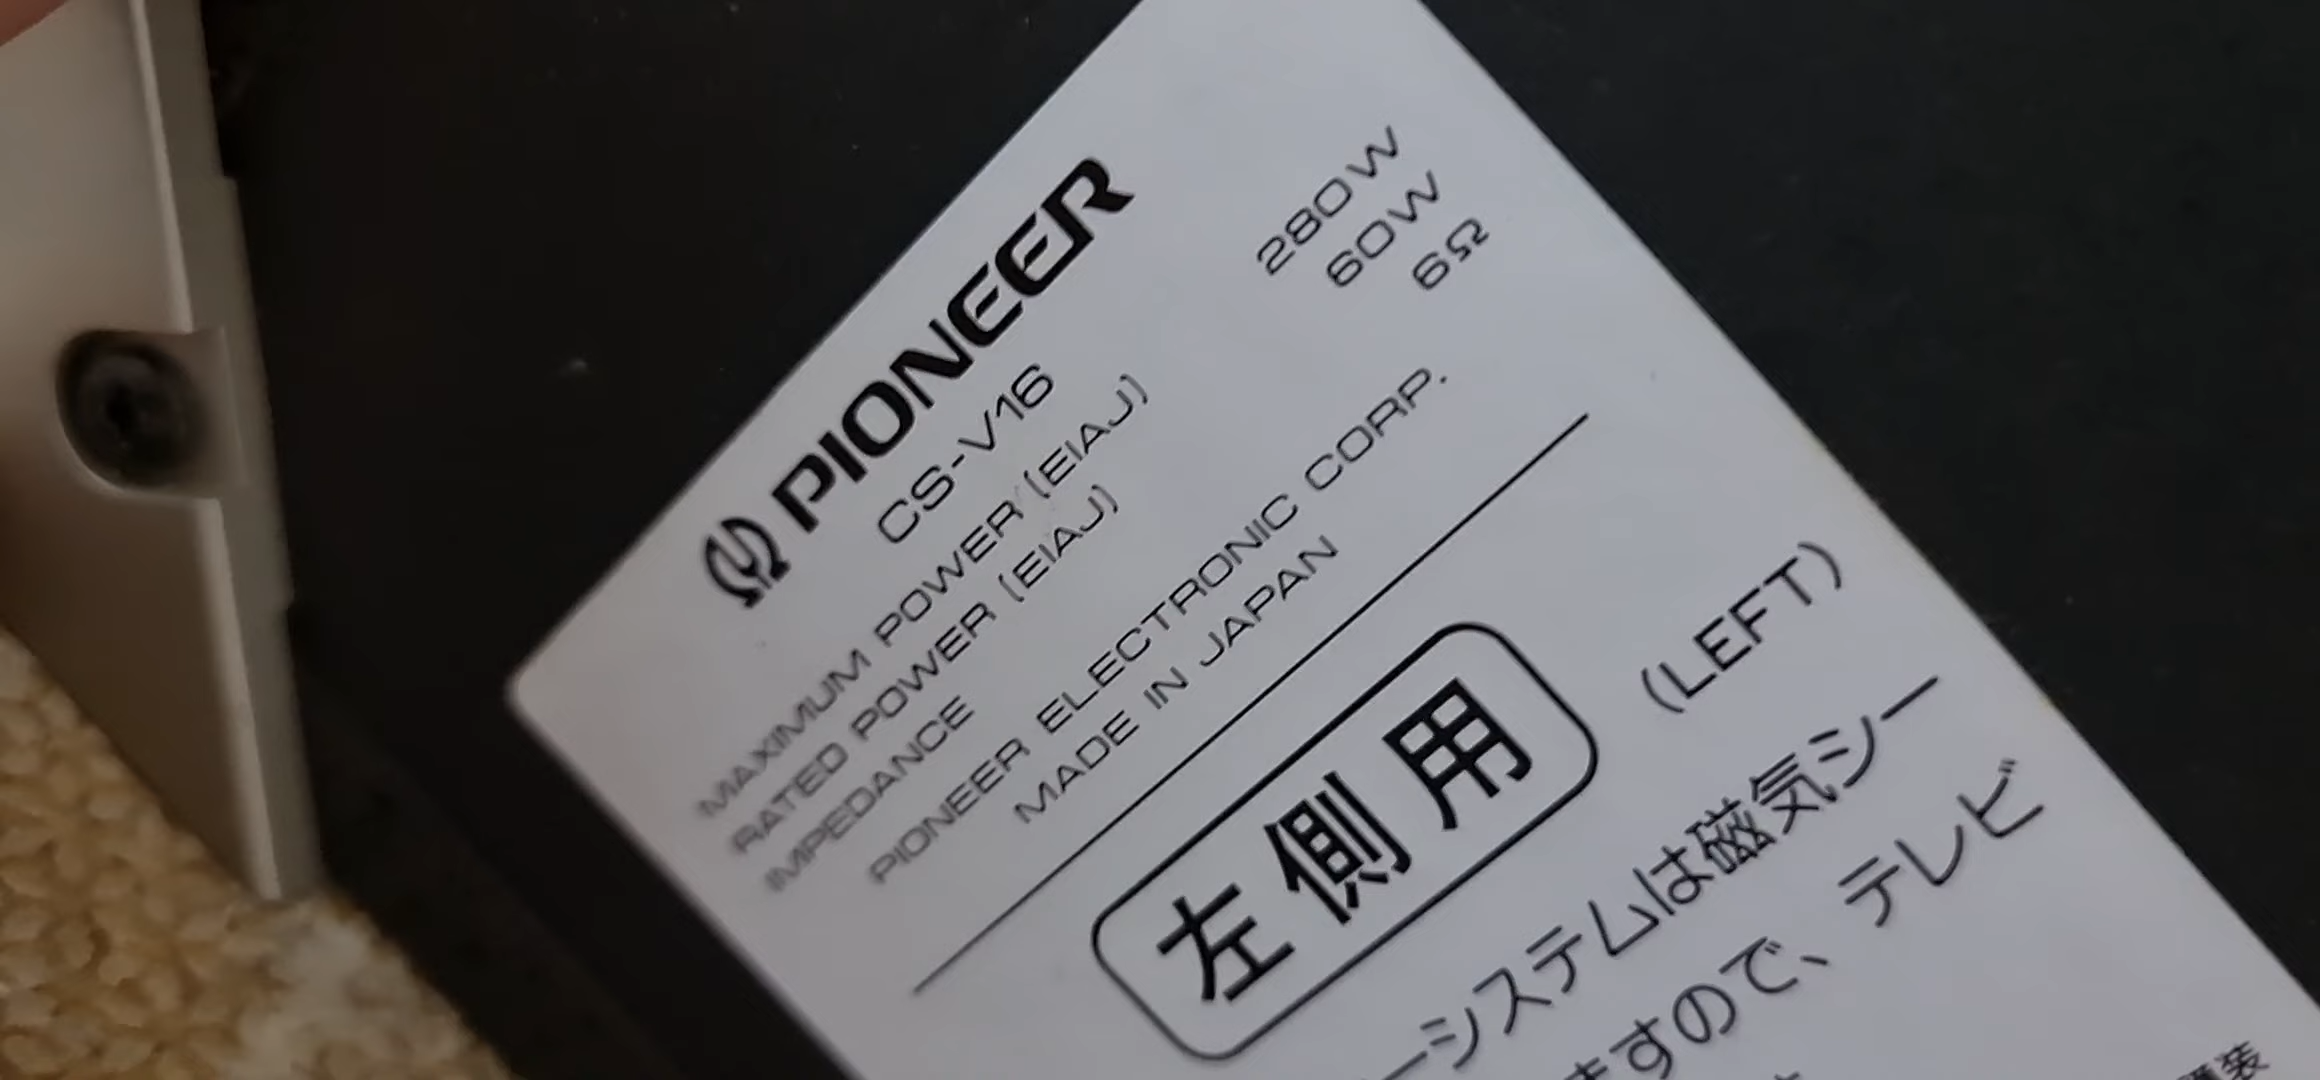 PIONEER
CS-V16
MAXIMUM POWER (EIAJ) 280W
RATED POWER (EIAJ) 60W
IMPEDANCE 6Ω
PIONEER ELECTRONIC CORP.
MADE IN JAPAN
左側用 (LEFT)
ーシステムは磁気シー
ますので、テレビ